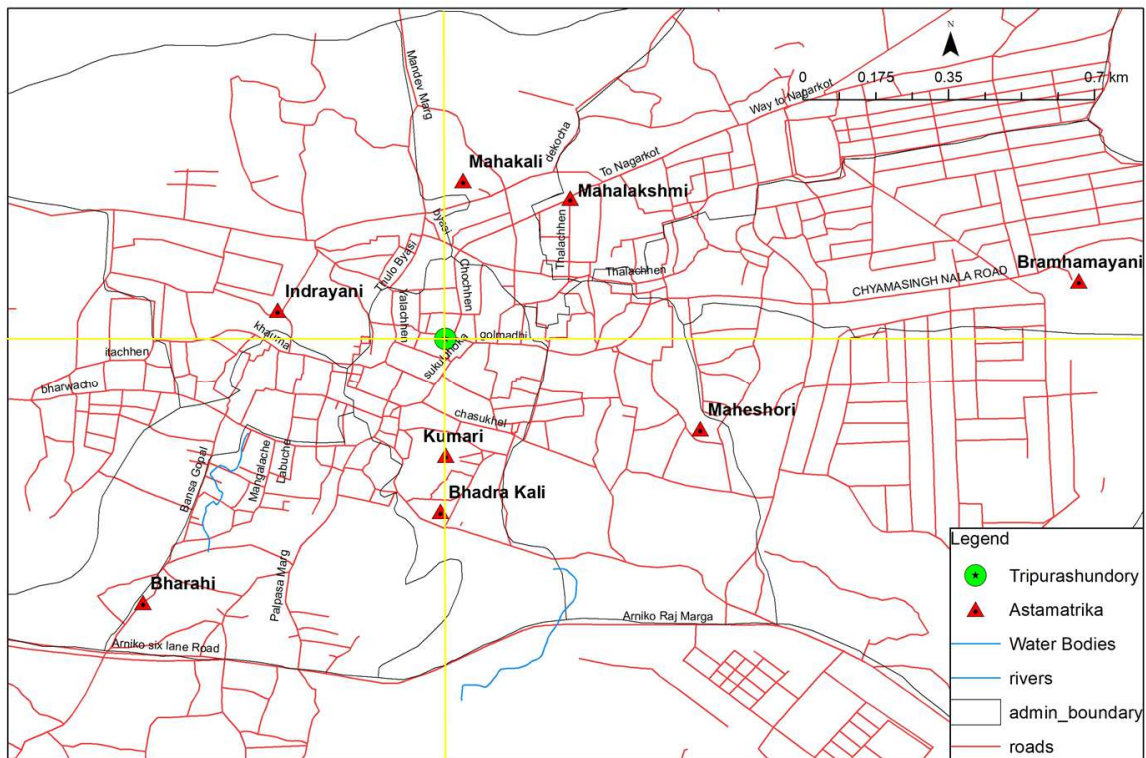 N
0 0.175 0.35 0.7 km
Mandev Marg
Way to Nagarkot
dekocha
Mahakali
To Nagarkot
Mahalakshmi
byasi
Thalachhen
Thulo Byasi
Chochhen
Thalachhen
Bramhamayani
CHYAMASINGH NALA ROAD
Indrayani
Yalachhen
khauma
golmadhi
sukuldhoka
itachhen
bharwacho
Maheshori
chasukhel
Kumari
Bansa Gopal
Mangalache
Labuche
Bhadra Kali
Bharahi
Palpasa Marg
Arniko Raj Marga
Arniko six lane Road
Legend
Tripurashundory
Astamatrika
Water Bodies
rivers
admin_boundary
roads